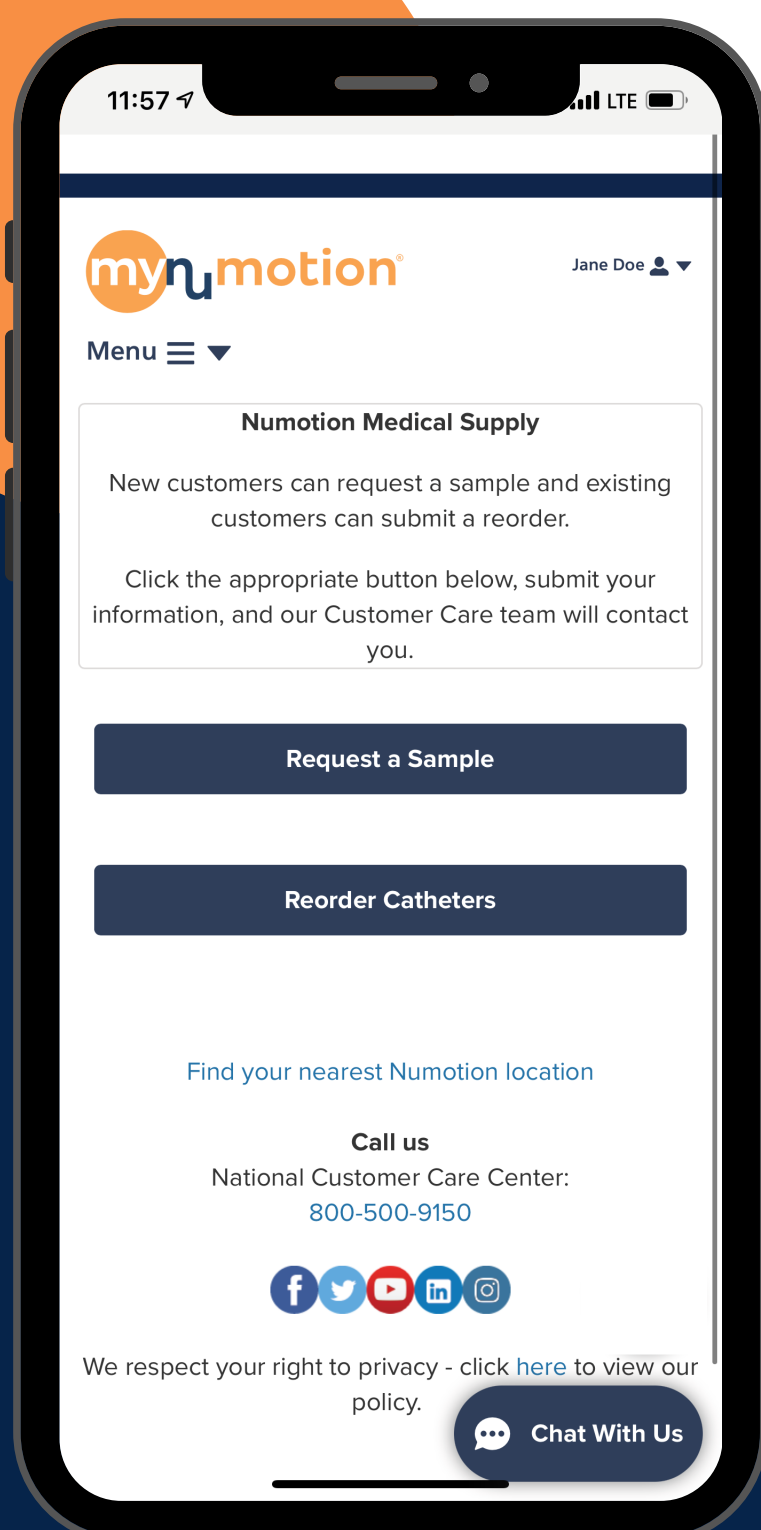 11:57 LTE
mynumotion®
Jane Doe
Menu
Numotion Medical Supply
New customers can request a sample and existing
customers can submit a reorder.
Click the appropriate button below, submit your
information, and our Customer Care team will contact
you.
Request a Sample
Reorder Catheters
Find your nearest Numotion location
Call us
National Customer Care Center:
800-500-9150
f in
We respect your right to privacy - click here to view our
policy.
Chat With Us